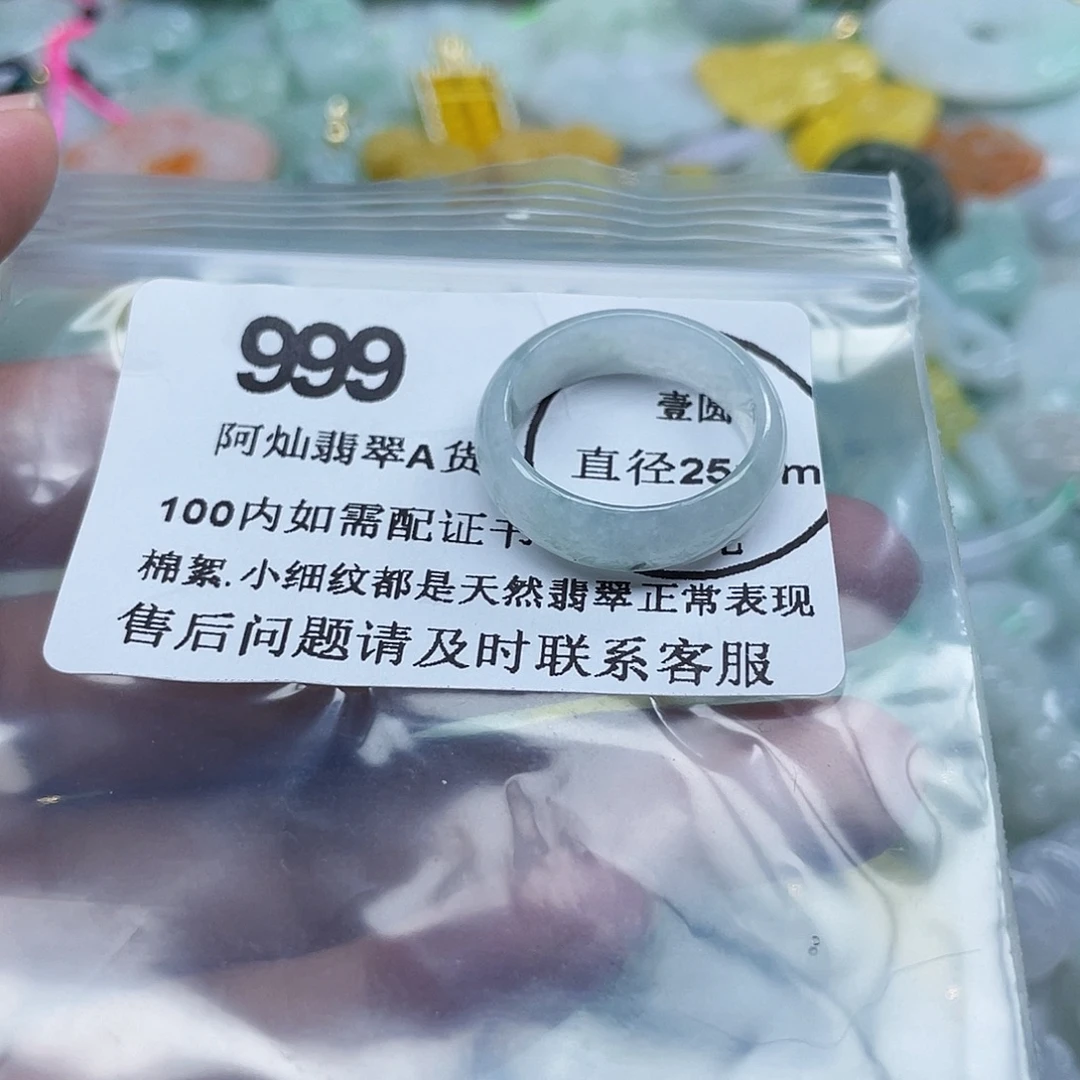 999
壹圆
阿灿翡翠A货
直径25 m
100内如需配证书
棉絮.小细纹都是天然翡翠正常表现
售后问题请及时联系客服